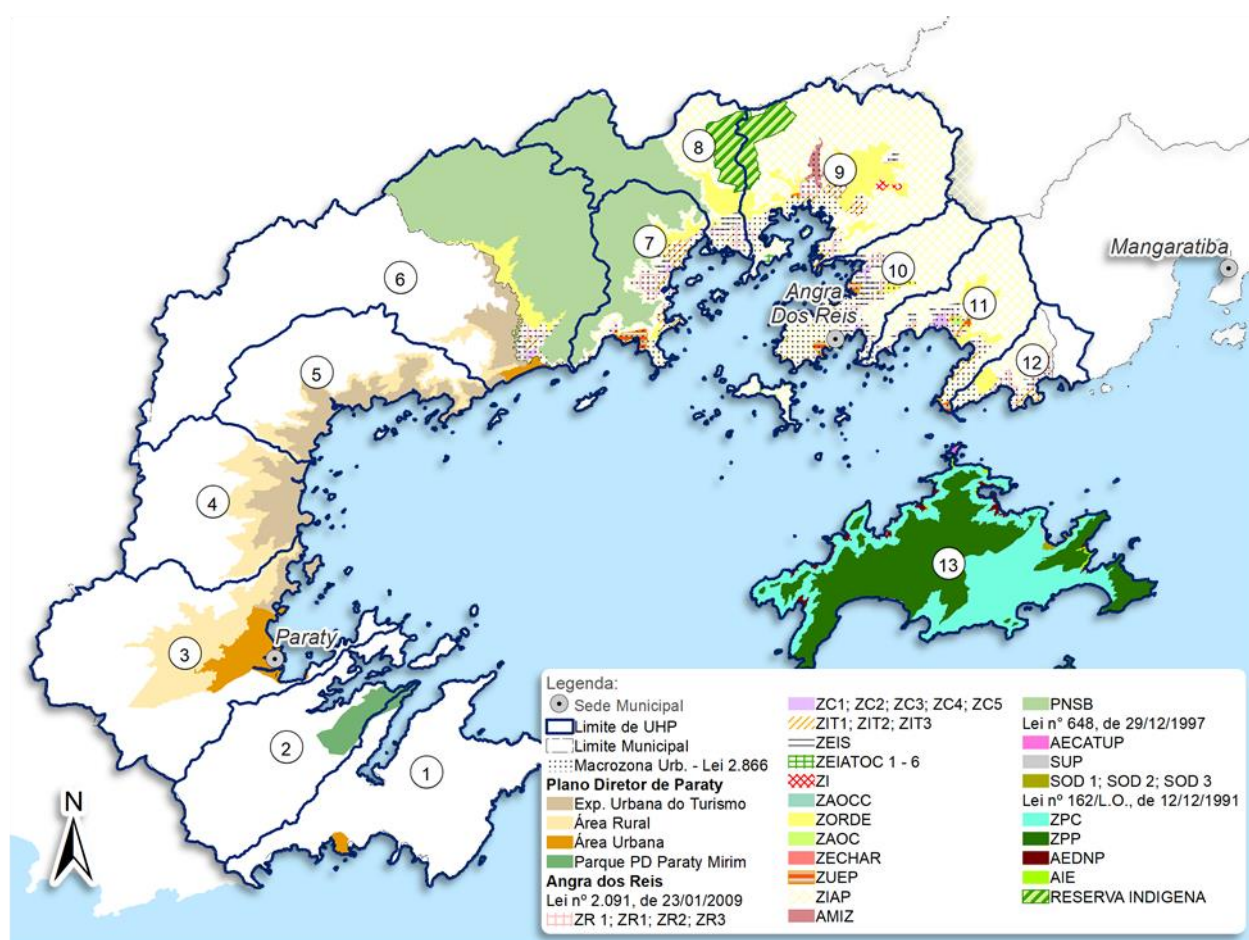 8
9
7
Mangaratiba
6
10
Angra
Dos Reis
11
12
5
4
13
3
Paraty
2
1
N
Legenda:
Sede Municipal
Limite de UHP
Limite Municipal
Macrozona Urb. - Lei 2.866
Plano Diretor de Paraty
Exp. Urbana do Turismo
Área Rural
Área Urbana
Parque PD Paraty Mirim
Angra dos Reis
Lei nº 2.091, de 23/01/2009
ZR 1; ZR1; ZR2; ZR3
ZC1; ZC2; ZC3; ZC4; ZC5
ZIT1; ZIT2; ZIT3
ZEIS
ZEIATOC 1 - 6
ZI
ZAOCC
ZORDE
ZAOC
ZECHAR
ZUEP
ZIAP
AMIZ
PNSB
Lei nº 648, de 29/12/1997
AECATUP
SUP
SOD 1; SOD 2; SOD 3
Lei nº 162/L.O., de 12/12/1991
ZPC
ZPP
AEDNP
AIE
RESERVA INDIGENA